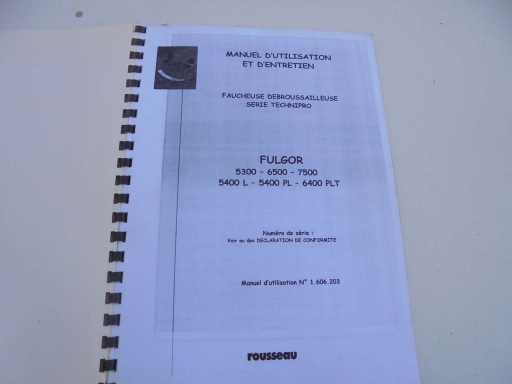 MANUEL D'UTILISATION
ET D'ENTRETIEN
FAUCHEUSE DEBROUSSAILLEUSE
SERIE TECHNIPRO
FULGOR
5300 - 6500 - 7500
5400 L - 5400 PL - 6400 PLT
Numéro de série :
Voir au dos DECLARATION DE CONFORMITE
Manuel d'utilisation N° 1.606.203
rousseau